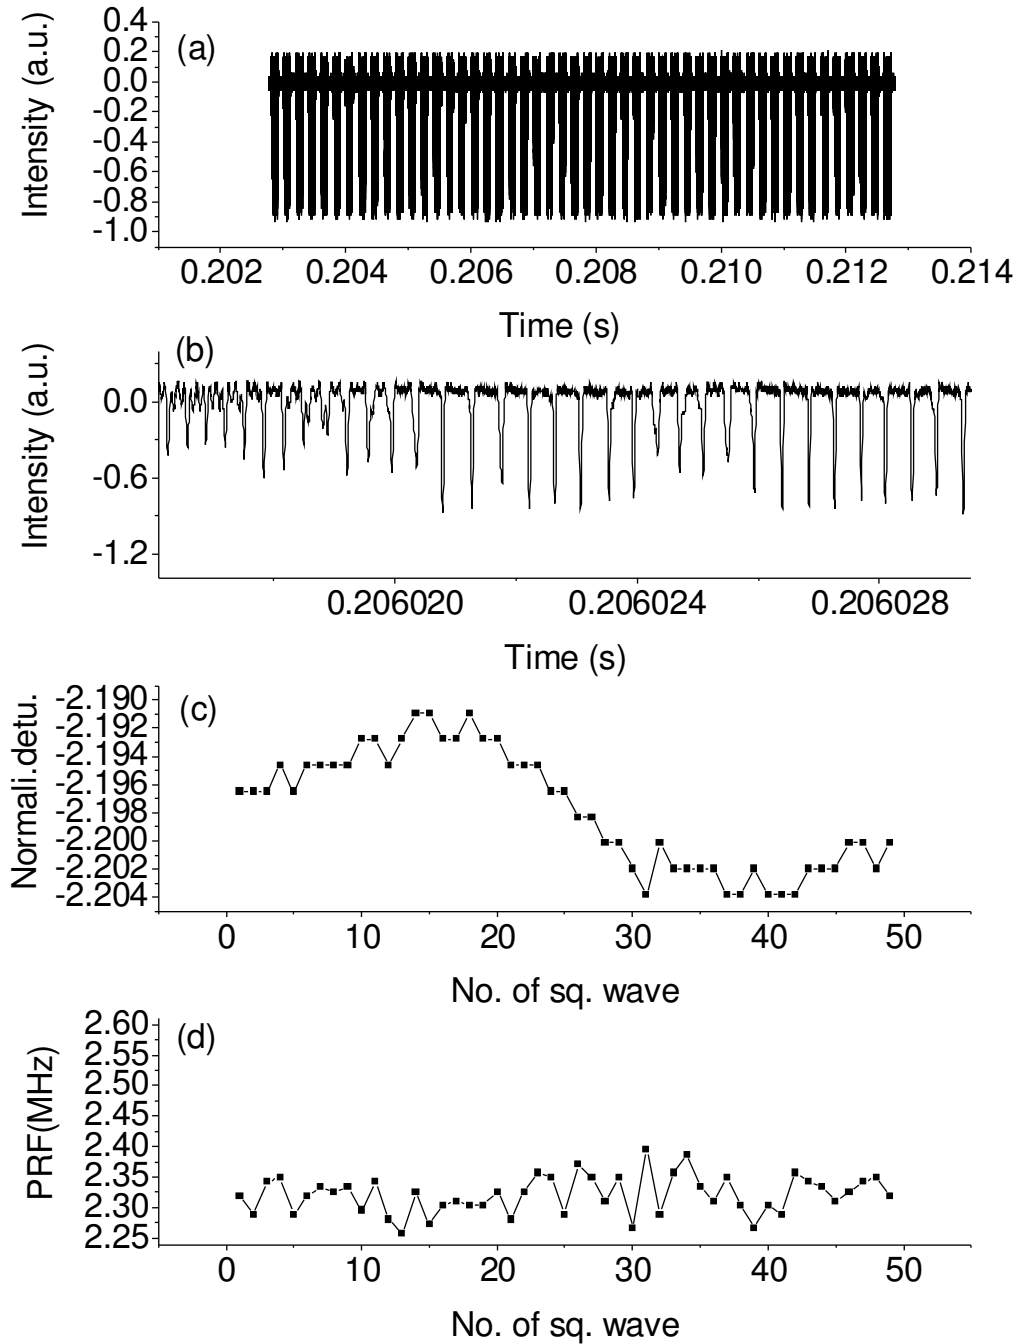 (a)
Intensity (a.u.)
0.4
0.2
0.0
-0.2
-0.4
-0.6
-0.8
-1.0
0.202 0.204 0.206 0.208 0.210 0.212 0.214
Time (s)
(b)
Intensity (a.u.)
0.0
-0.6
-1.2
0.206020 0.206024 0.206028
Time (s)
(c)
Normali.detu.
-2.190
-2.192
-2.194
-2.196
-2.198
-2.200
-2.202
-2.204
0 10 20 30 40 50
No. of sq. wave
(d)
PRF(MHz)
2.60
2.55
2.50
2.45
2.40
2.35
2.30
2.25
0 10 20 30 40 50
No. of sq. wave